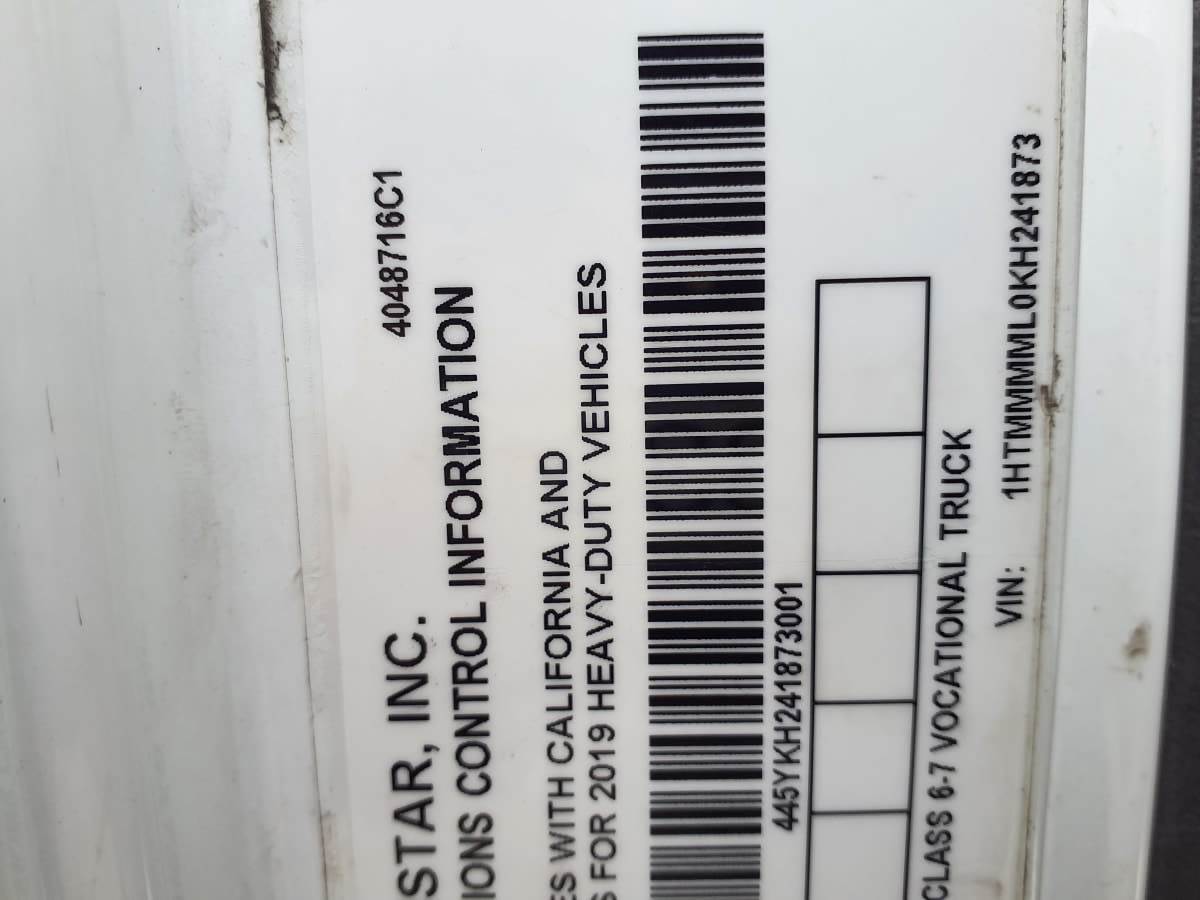 4048716C1
STAR, INC.
IONS CONTROL INFORMATION
ES WITH CALIFORNIA AND
S FOR 2019 HEAVY-DUTY VEHICLES
445YKH241873001
CLASS 6-7 VOCATIONAL TRUCK
VIN: 1HTMMMML0KH241873